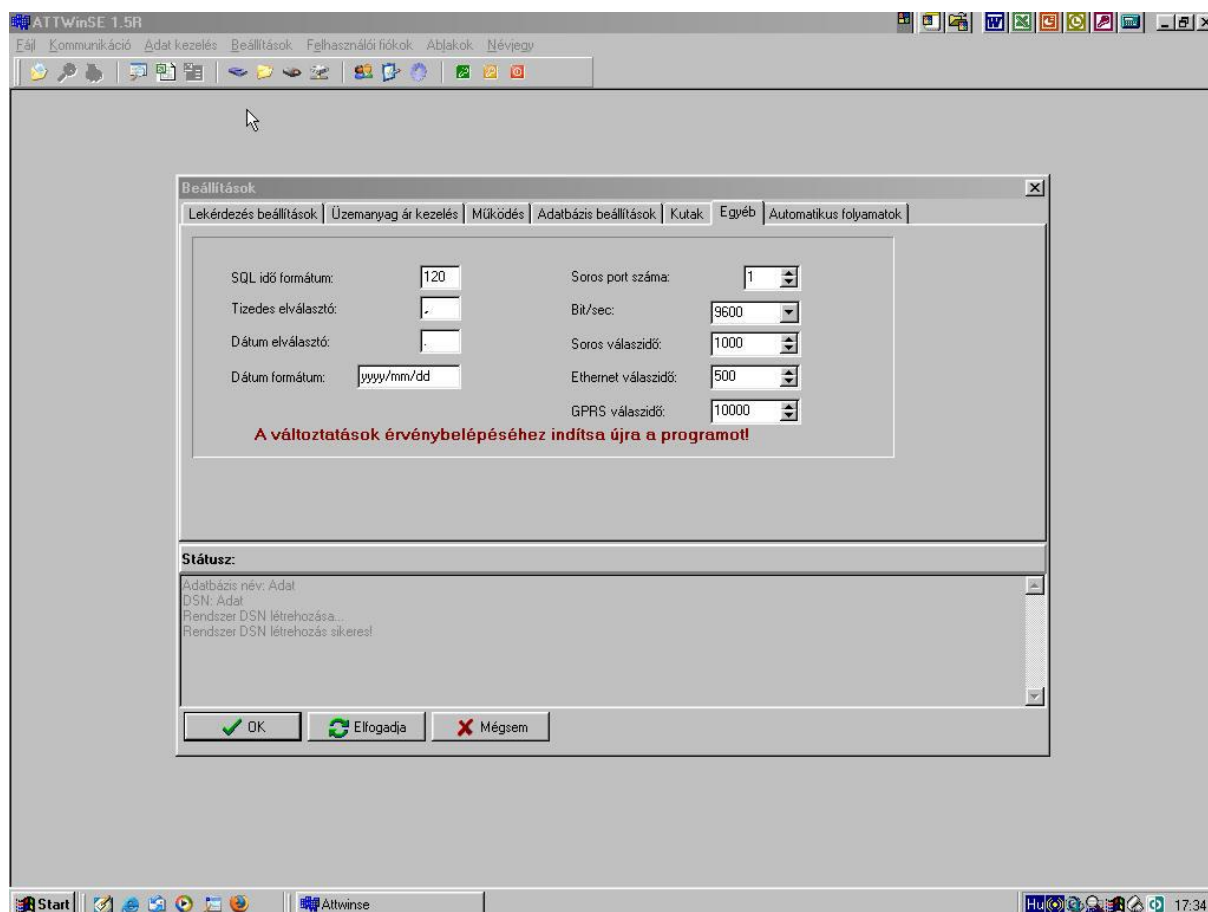 ATTWinSE 1.5R
Fájl Kommunikáció Adat kezelés Beállítások Felhasználói fiókok Ablakok Névjegy
Beállítások
Lekérdezés beállítások Üzemanyag ár kezelés Működés Adatbázis beállítások Kutak Egyéb Automatikus folyamatok
SQL idő formátum: 120 Soros port száma: 1
Tizedes elválasztó: , Bit/sec: 9600
Dátum elválasztó: . Soros válaszidő: 1000
Dátum formátum: yyyy/mm/dd Ethernet válaszidő: 500
GPRS válaszidő: 10000
A változtatások érvénybelépéséhez indítsa újra a programot!
Státusz:
Adatbázis név: Adat
DSN: Adat
Rendszer DSN létrehozása...
Rendszer DSN létrehozás sikeres!
OK Elfogadja Mégsem
Start Attwinse Hu 17:34